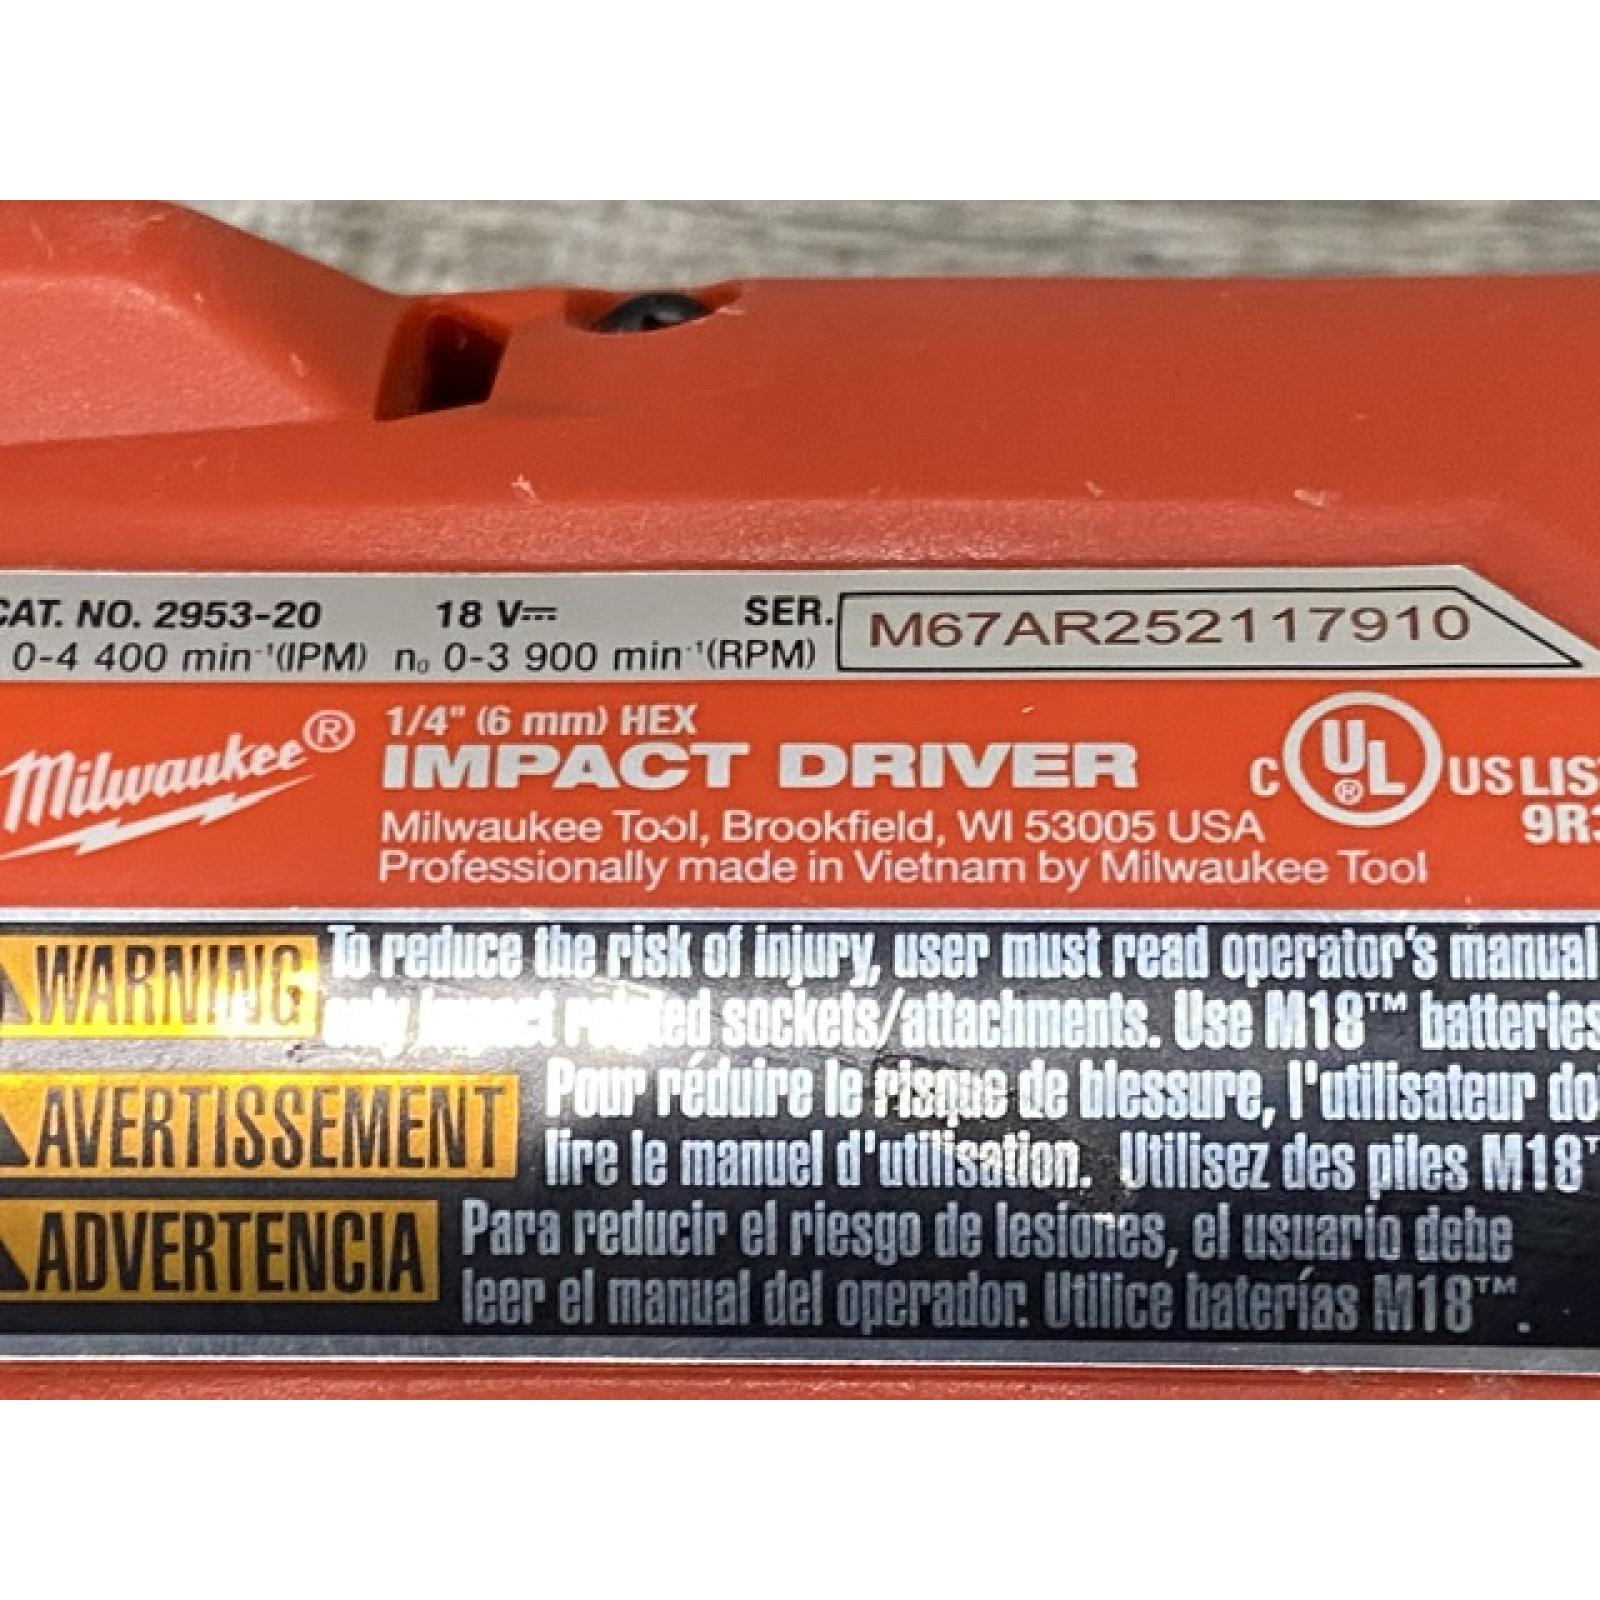 CAT. NO. 2953-20 18 V⎓ SER. M67AR252117910
0-4 400 min⁻¹(IPM) n₀ 0-3 900 min⁻¹(RPM)
Milwaukee®
1/4" (6 mm) HEX
IMPACT DRIVER
Milwaukee Tool, Brookfield, WI 53005 USA
Professionally made in Vietnam by Milwaukee Tool
C UL® US
WARNING To reduce the risk of injury, user must read operator's manual
only impact rated sockets/attachments. Use M18™ batteries
AVERTISSEMENT Pour réduire le risque de blessure, l'utilisateur
lire le manuel d'utilisation. Utilisez des piles M18
ADVERTENCIA Para reducir el riesgo de lesiones, el usuario debe
leer el manual del operador. Utilice baterías M18™.